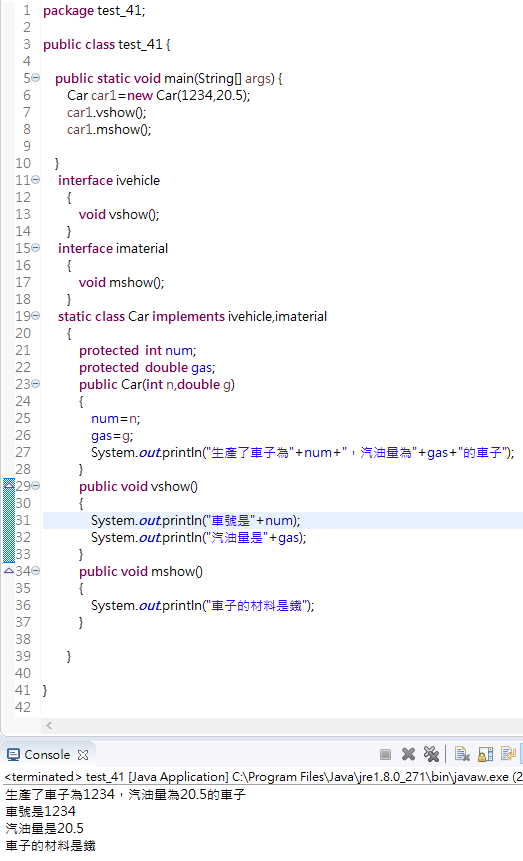 1 package test_41;
2
3 public class test_41 {
4
5 public static void main(String[] args) {
6 Car car1=new Car(1234,20.5);
7 car1.vshow();
8 car1.mshow();
9
10 }
11 interface ivehicle
12 {
13 void vshow();
14 }
15 interface imaterial
16 {
17 void mshow();
18 }
19 static class Car implements ivehicle,imaterial
20 {
21 protected int num;
22 protected double gas;
23 public Car(int n,double g)
24 {
25 num=n;
26 gas=g;
27 System.out.println("生產了車子為"+num+"，汽油量為"+gas+"的車子");
28 }
29 public void vshow()
30 {
31 System.out.println("車號是"+num);
32 System.out.println("汽油量是"+gas);
33 }
34 public void mshow()
35 {
36 System.out.println("車子的材料是鐵");
37 }
38
39 }
40
41 }
42
Console
<terminated> test_41 [Java Application] C:\Program Files\Java\jre1.8.0_271\bin\javaw.exe (2
生產了車子為1234，汽油量為20.5的車子
車號是1234
汽油量是20.5
車子的材料是鐵